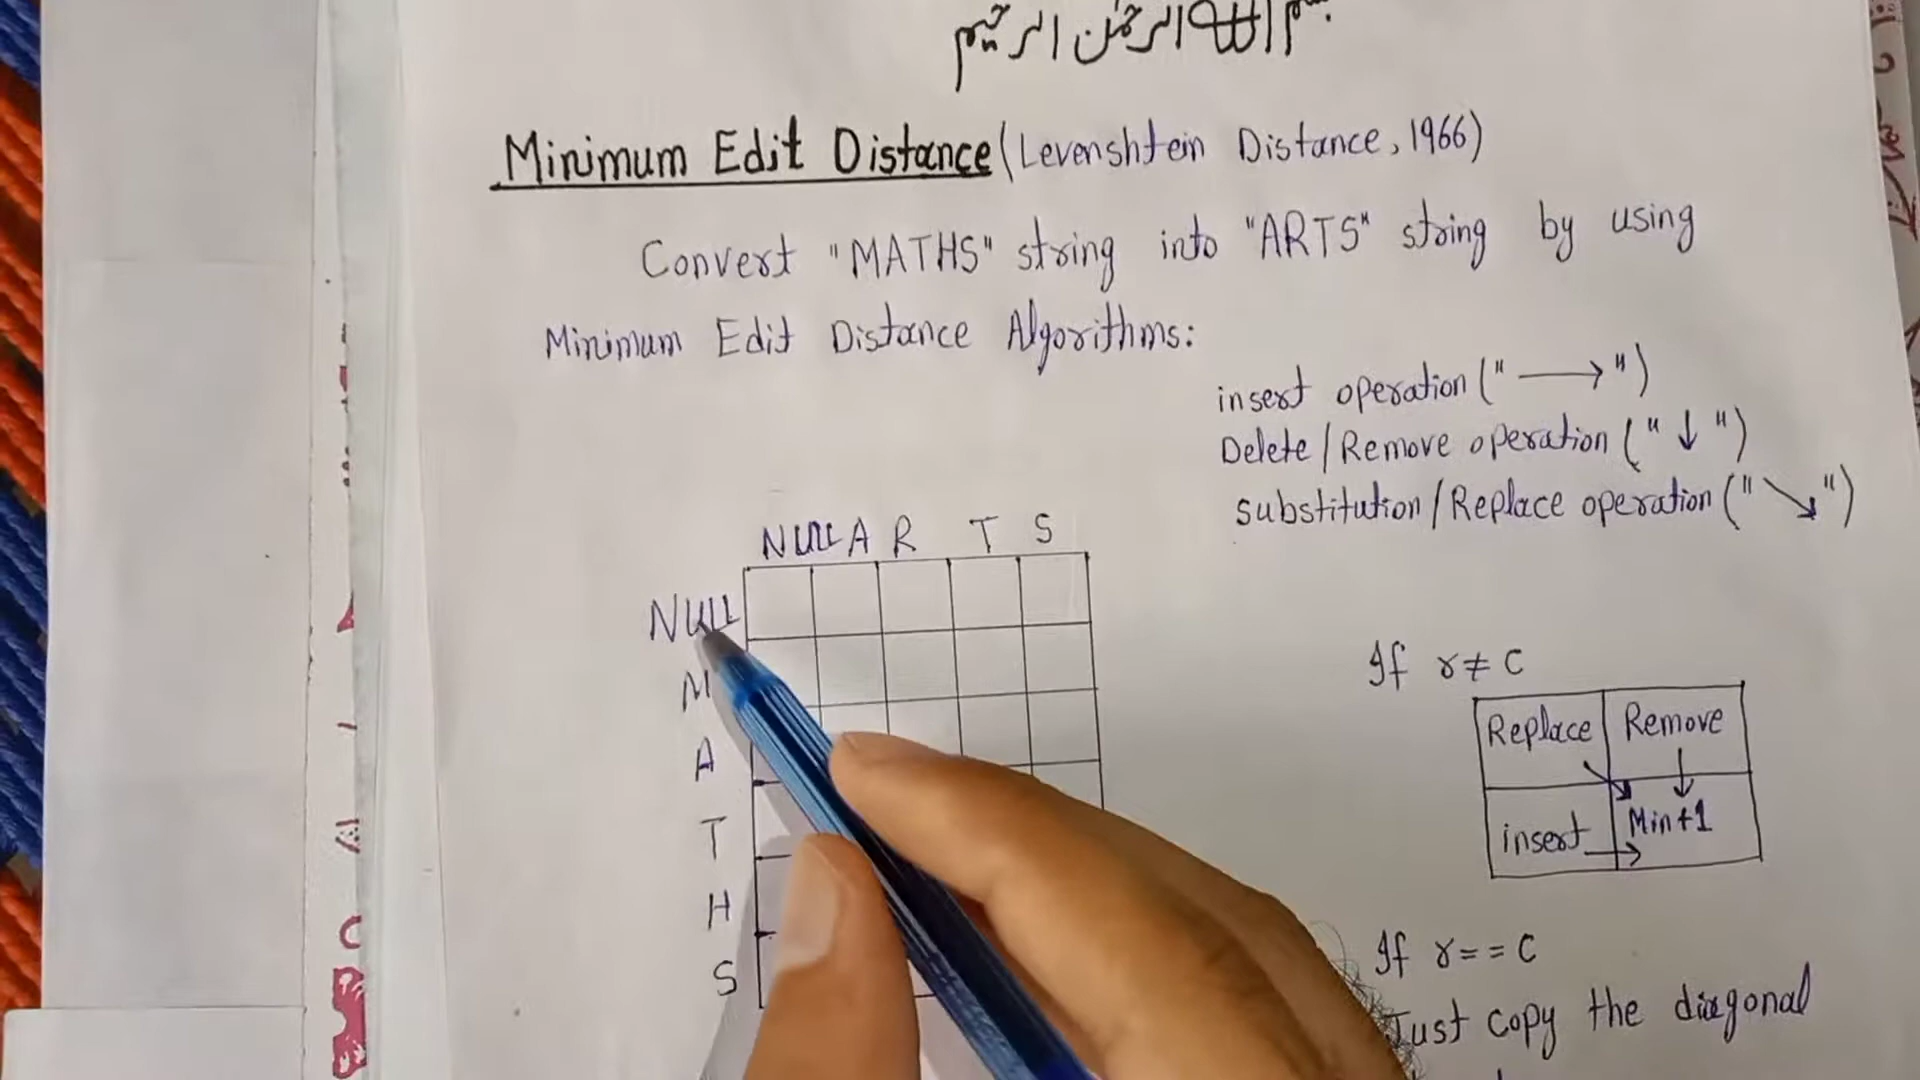 بسم الله الرحمن الرحيم
Minimum Edit Distance (Levenshtein Distance, 1966)
Convert "MATHS" string into "ARTS" string by using
Minimum Edit Distance Algorithms:
insert operation ("⟶")
Delete/Remove operation ("↓")
substitution/Replace operation ("↘")
NULL A R T S
NULL
M
A
T
H
S
If r≠c
Replace Remove
insert Min+1
If r==c
Just copy the diagonal